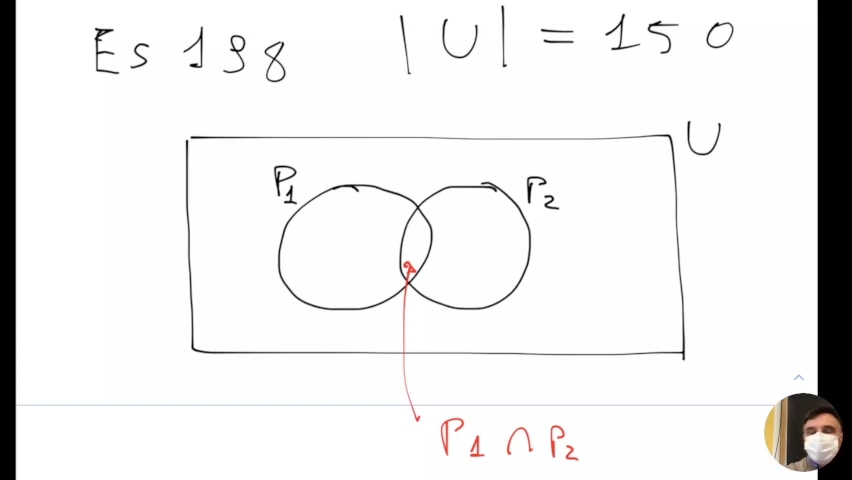 Es 198 |U| = 150
U
P1 P2
P1 ∩ P2